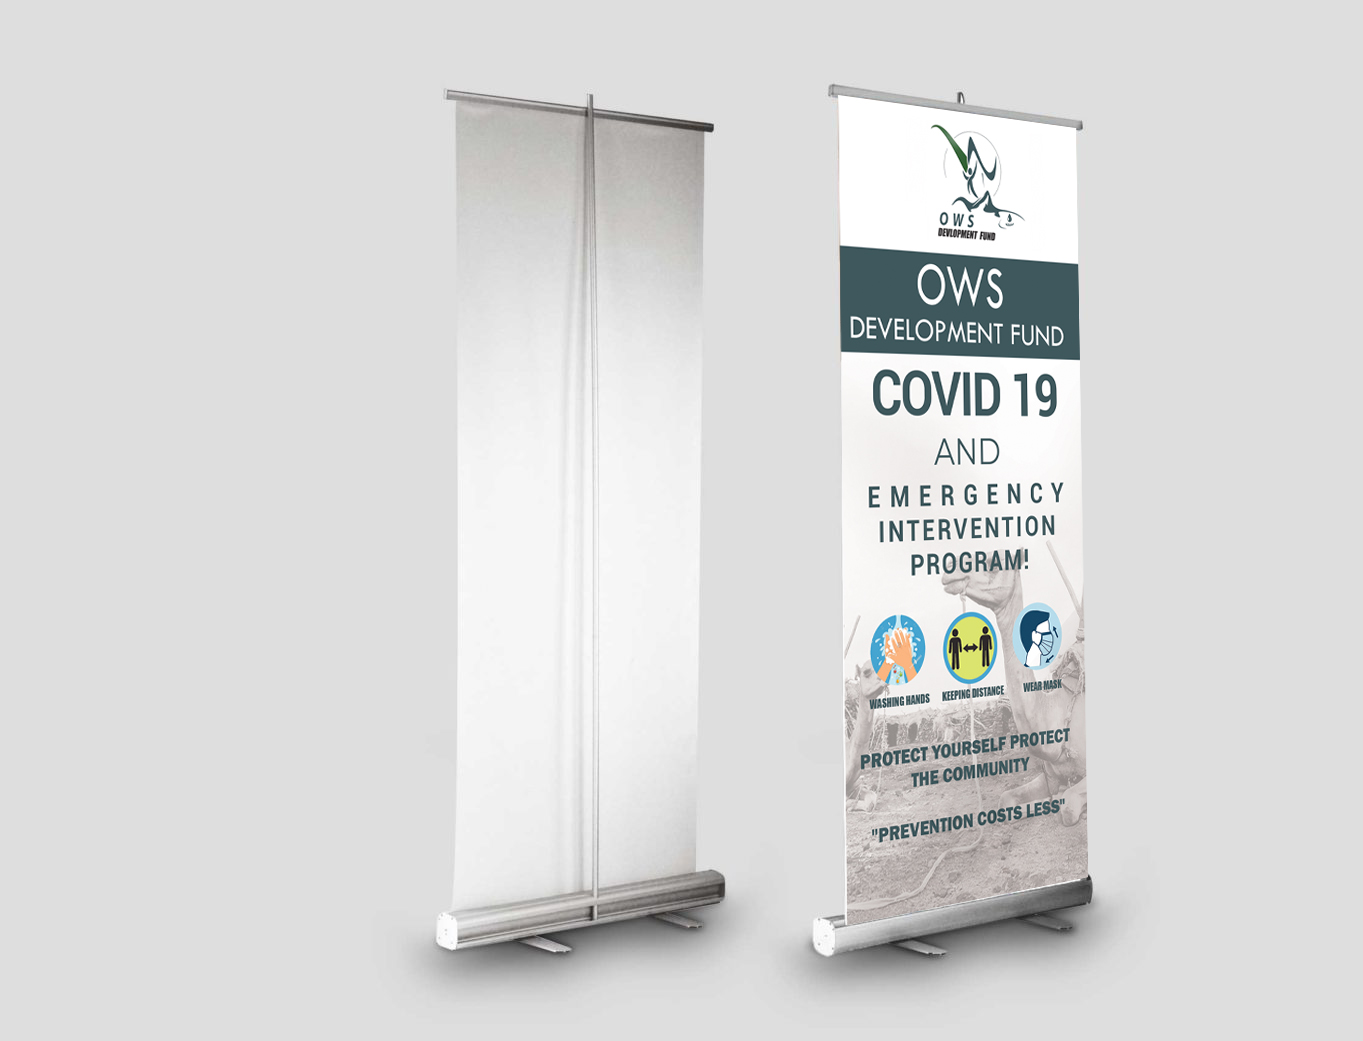 OWS
DEVLOPMENT FUND
OWS
DEVELOPMENT FUND
COVID 19
AND
EMERGENCY
INTERVENTION
PROGRAM!
WASHING HANDS
KEEPING DISTANCE
WEAR MASK
PROTECT YOURSELF PROTECT
THE COMMUNITY
"PREVENTION COSTS LESS"